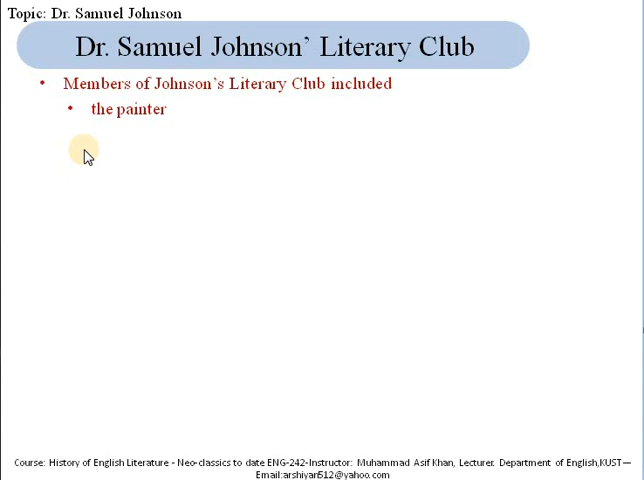 Topic: Dr. Samuel Johnson
Dr. Samuel Johnson’ Literary Club
• Members of Johnson’s Literary Club included
• the painter
Course: History of English Literature - Neo-classics to date ENG-242-Instructor: Muhammad Asif Khan, Lecturer. Department of English,KUST—
Email:arshiyan512@yahoo.com